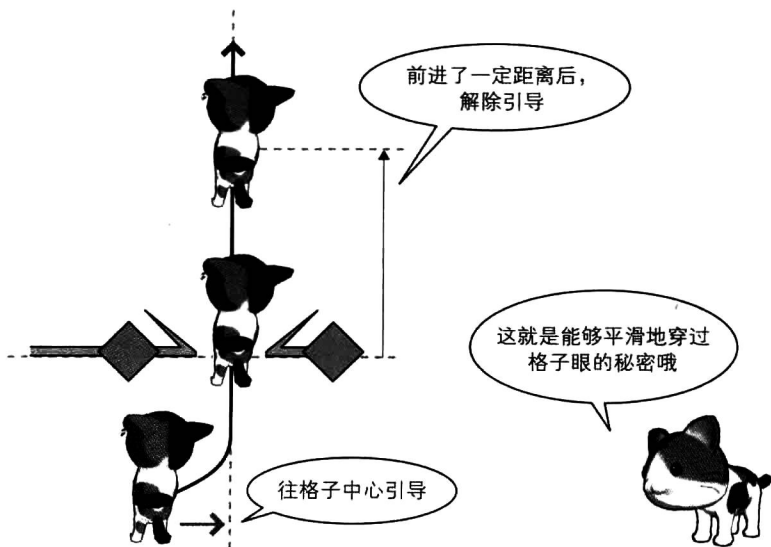 前进了一定距离后，
解除引导
这就是能够平滑地穿过
格子眼的秘密哦
往格子中心引导